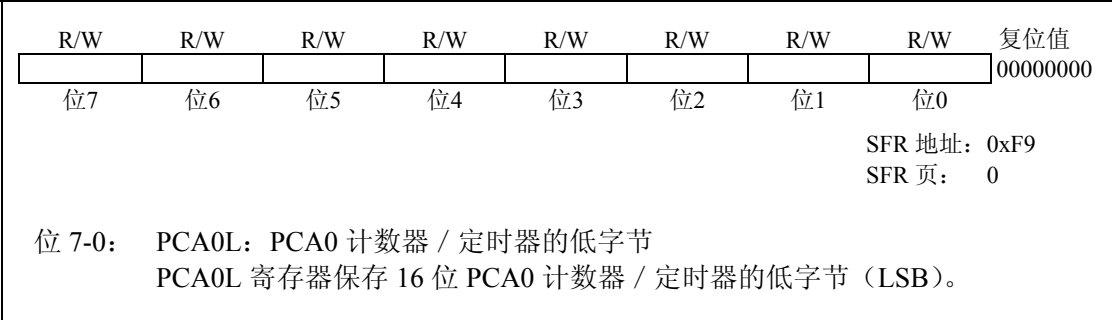 R/W R/W R/W R/W R/W R/W R/W R/W 复位值
00000000
位7 位6 位5 位4 位3 位2 位1 位0
SFR 地址：0xF9
SFR 页： 0
位 7-0： PCA0L：PCA0 计数器／定时器的低字节
PCA0L 寄存器保存 16 位 PCA0 计数器／定时器的低字节（LSB）。